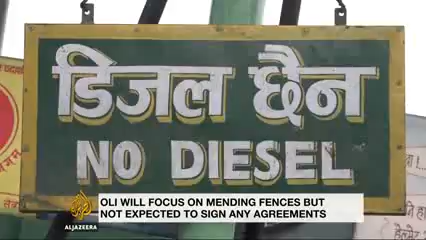 डिजल छैन
NO DIESEL
OLI WILL FOCUS ON MENDING FENCES BUT
NOT EXPECTED TO SIGN ANY AGREEMENTS
ALJAZEERA